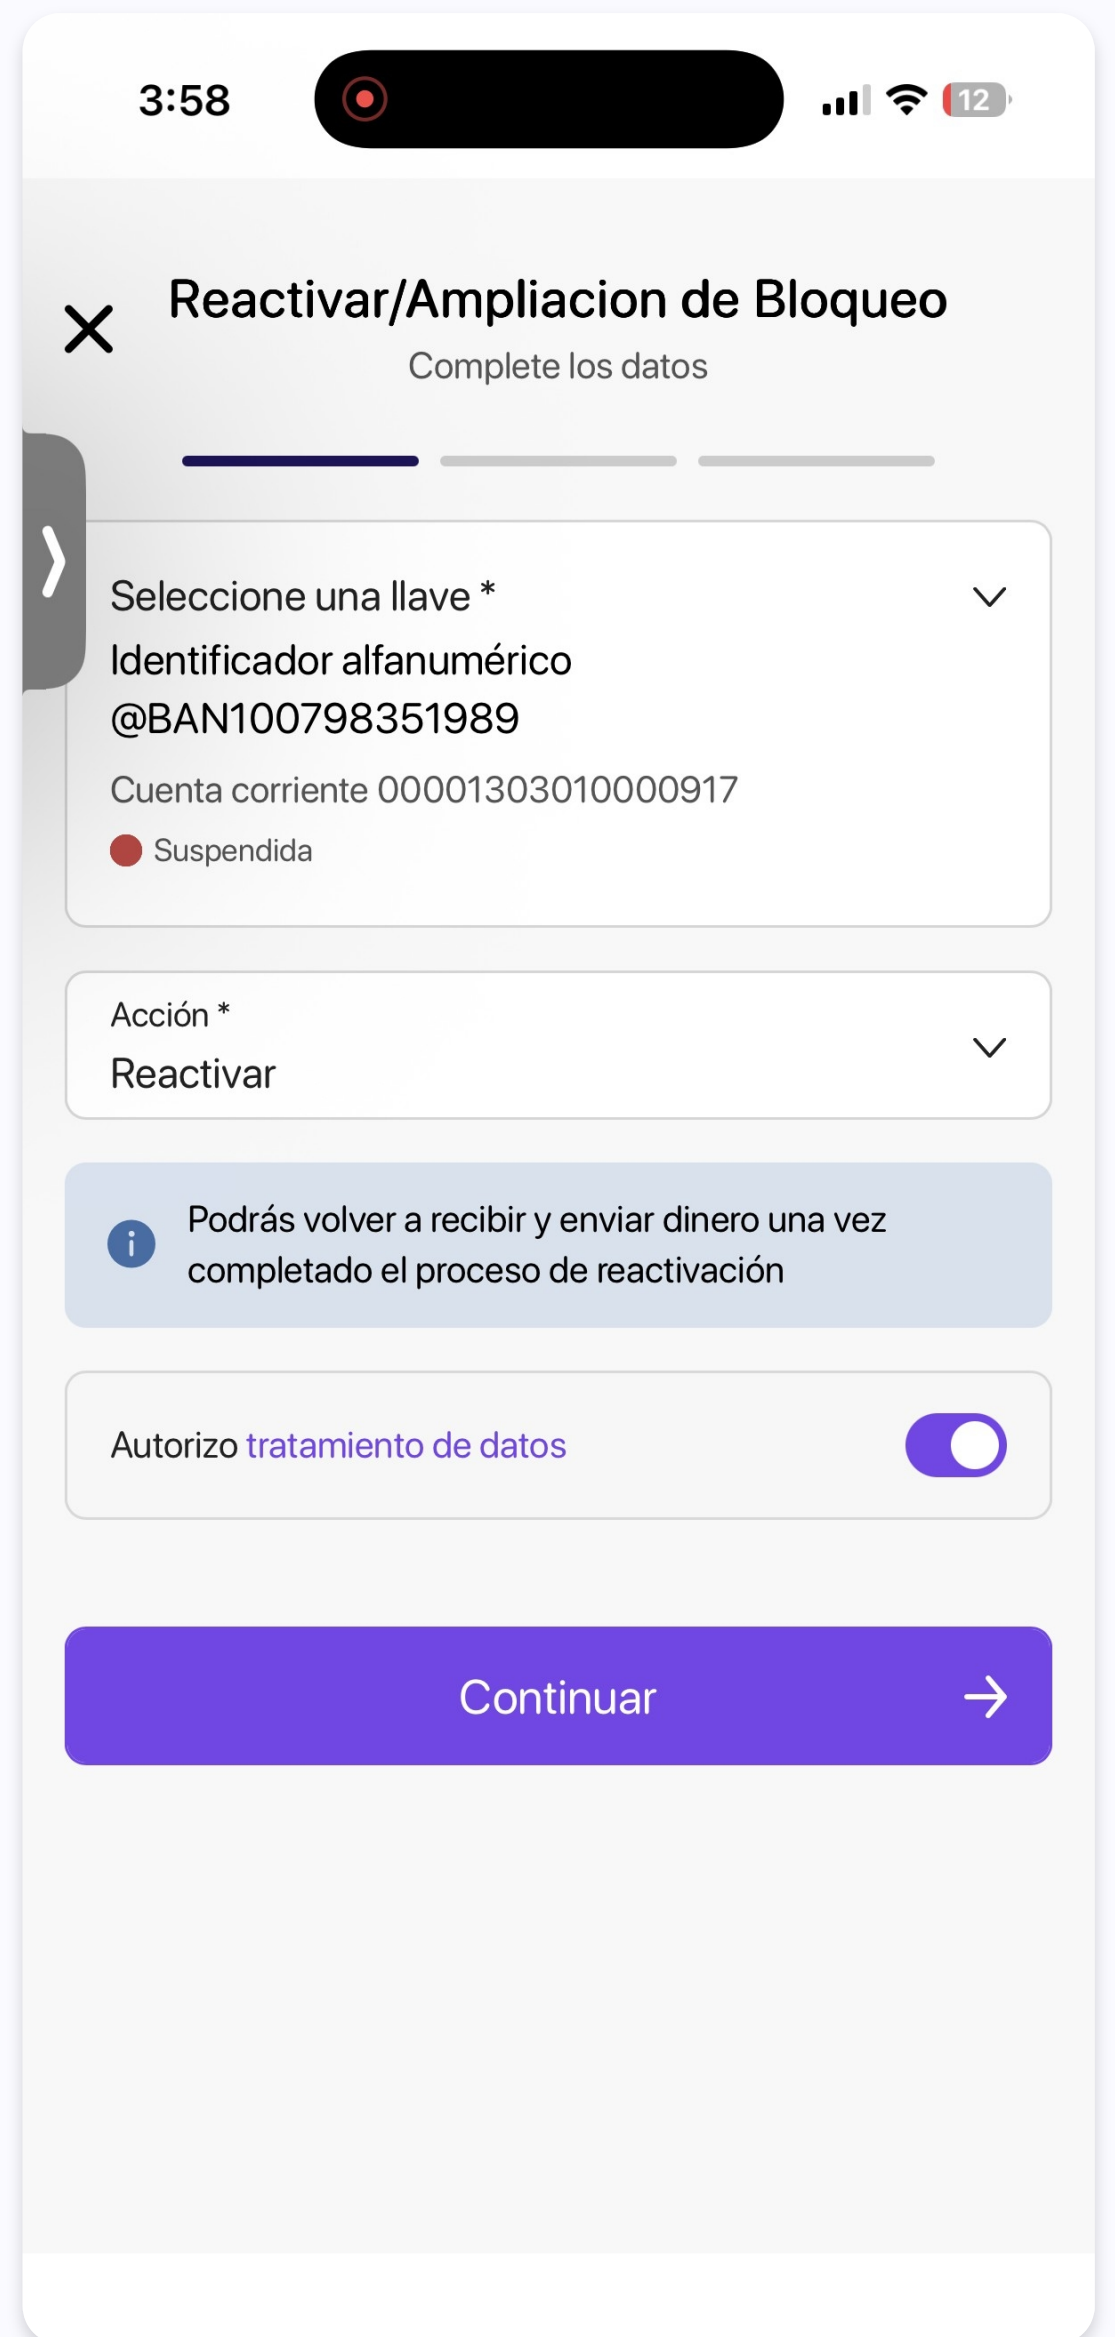 3:58
12
Reactivar/Ampliacion de Bloqueo
Complete los datos
Seleccione una llave *
Identificador alfanumérico
@BAN100798351989
Cuenta corriente 00001303010000917
Suspendida
Acción *
Reactivar
Podrás volver a recibir y enviar dinero una vez
completado el proceso de reactivación
Autorizo tratamiento de datos
Continuar